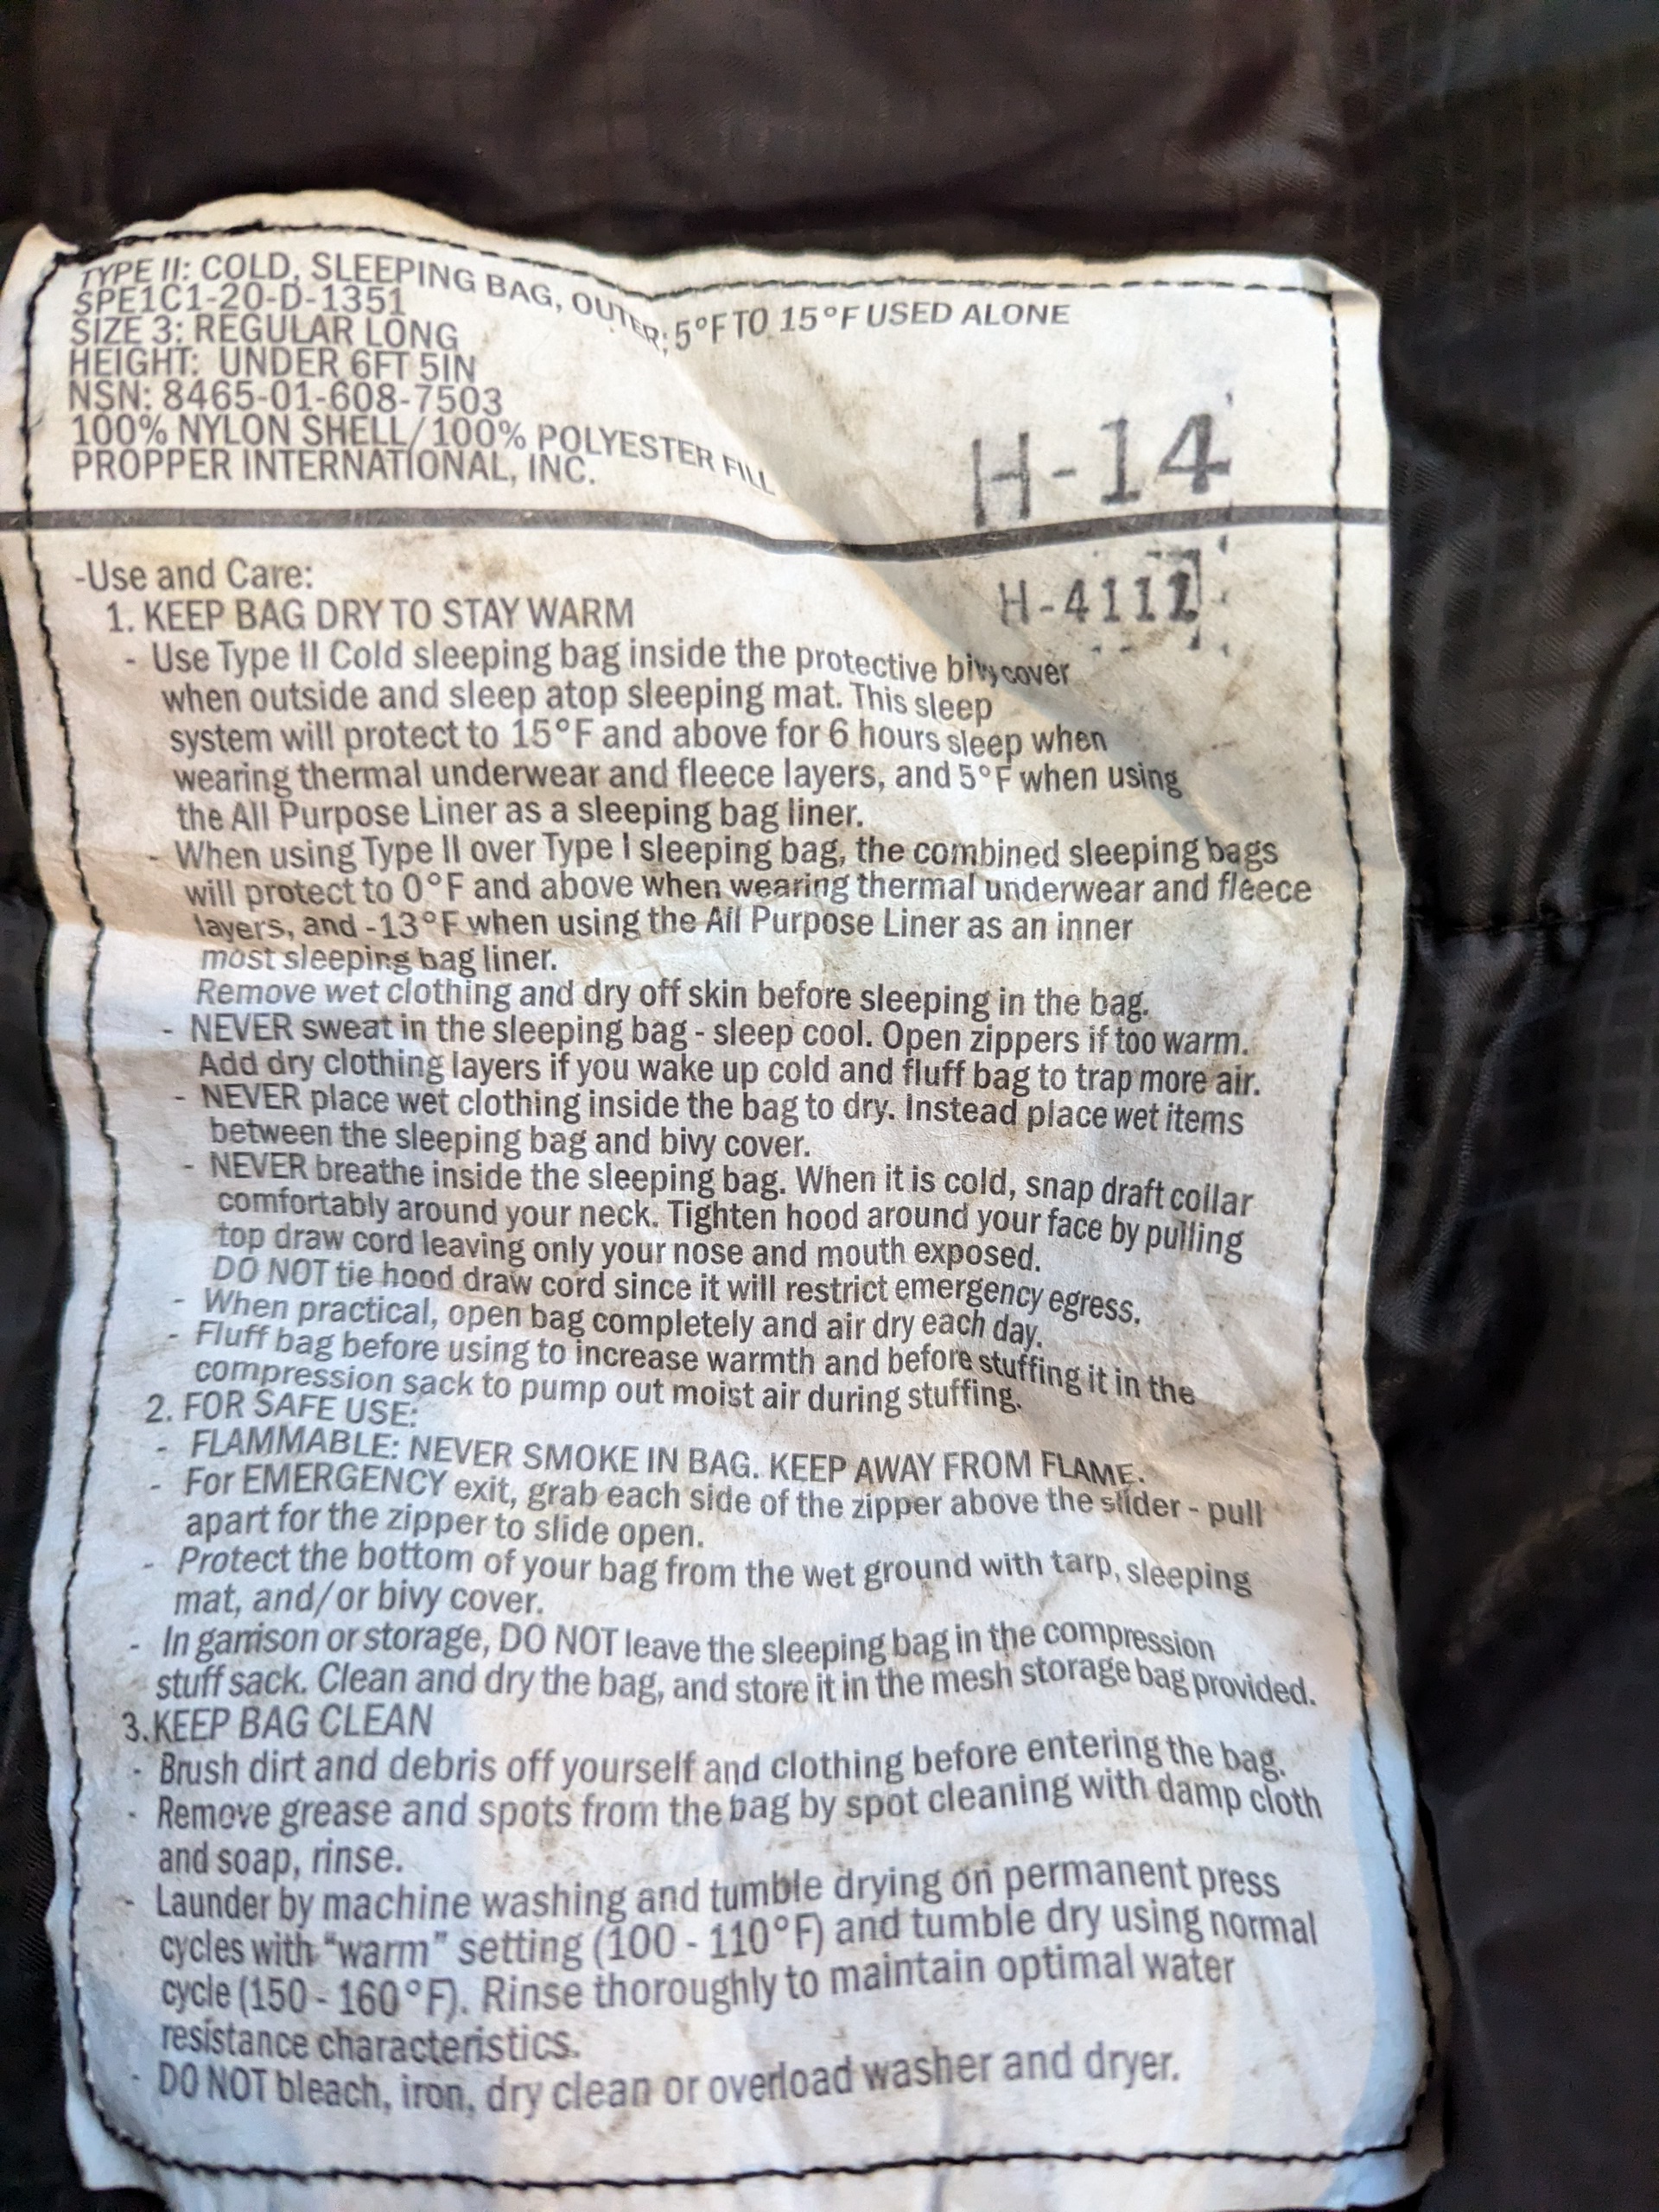 TYPE II: COLD, SLEEPING BAG, OUTER; 5°F TO 15°F USED ALONE
SPE1C1-20-D-1351
SIZE 3: REGULAR LONG
HEIGHT: UNDER 6FT 5IN
NSN: 8465-01-608-7503
100% NYLON SHELL/100% POLYESTER FILL
PROPPER INTERNATIONAL, INC.
H-14
-Use and Care:
H-4111
1. KEEP BAG DRY TO STAY WARM
- Use Type II Cold sleeping bag inside the protective bivy cover
when outside and sleep atop sleeping mat. This sleep
system will protect to 15°F and above for 6 hours sleep when
wearing thermal underwear and fleece layers, and 5°F when using
the All Purpose Liner as a sleeping bag liner.
- When using Type II over Type I sleeping bag, the combined sleeping bags
will protect to 0°F and above when wearing thermal underwear and fleece
layers, and -13°F when using the All Purpose Liner as an inner
most sleeping bag liner.
Remove wet clothing and dry off skin before sleeping in the bag.
- NEVER sweat in the sleeping bag - sleep cool. Open zippers if too warm.
Add dry clothing layers if you wake up cold and fluff bag to trap more air.
- NEVER place wet clothing inside the bag to dry. Instead place wet items
between the sleeping bag and bivy cover.
- NEVER breathe inside the sleeping bag. When it is cold, snap draft collar
comfortably around your neck. Tighten hood around your face by pulling
top draw cord leaving only your nose and mouth exposed.
DO NOT tie hood draw cord since it will restrict emergency egress.
- When practical, open bag completely and air dry each day.
- Fluff bag before using to increase warmth and before stuffing it in the
compression sack to pump out moist air during stuffing.
2. FOR SAFE USE:
- FLAMMABLE: NEVER SMOKE IN BAG. KEEP AWAY FROM FLAME.
- For EMERGENCY exit, grab each side of the zipper above the slider - pull
apart for the zipper to slide open.
- Protect the bottom of your bag from the wet ground with tarp, sleeping
mat, and/or bivy cover.
- In garrison or storage, DO NOT leave the sleeping bag in the compression
stuff sack. Clean and dry the bag, and store it in the mesh storage bag provided.
3. KEEP BAG CLEAN
- Brush dirt and debris off yourself and clothing before entering the bag.
- Remove grease and spots from the bag by spot cleaning with damp cloth
and soap, rinse.
- Launder by machine washing and tumble drying on permanent press
cycles with "warm" setting (100 - 110°F) and tumble dry using normal
cycle (150 - 160°F). Rinse thoroughly to maintain optimal water
resistance characteristics.
- DO NOT bleach, iron, dry clean or overload washer and dryer.